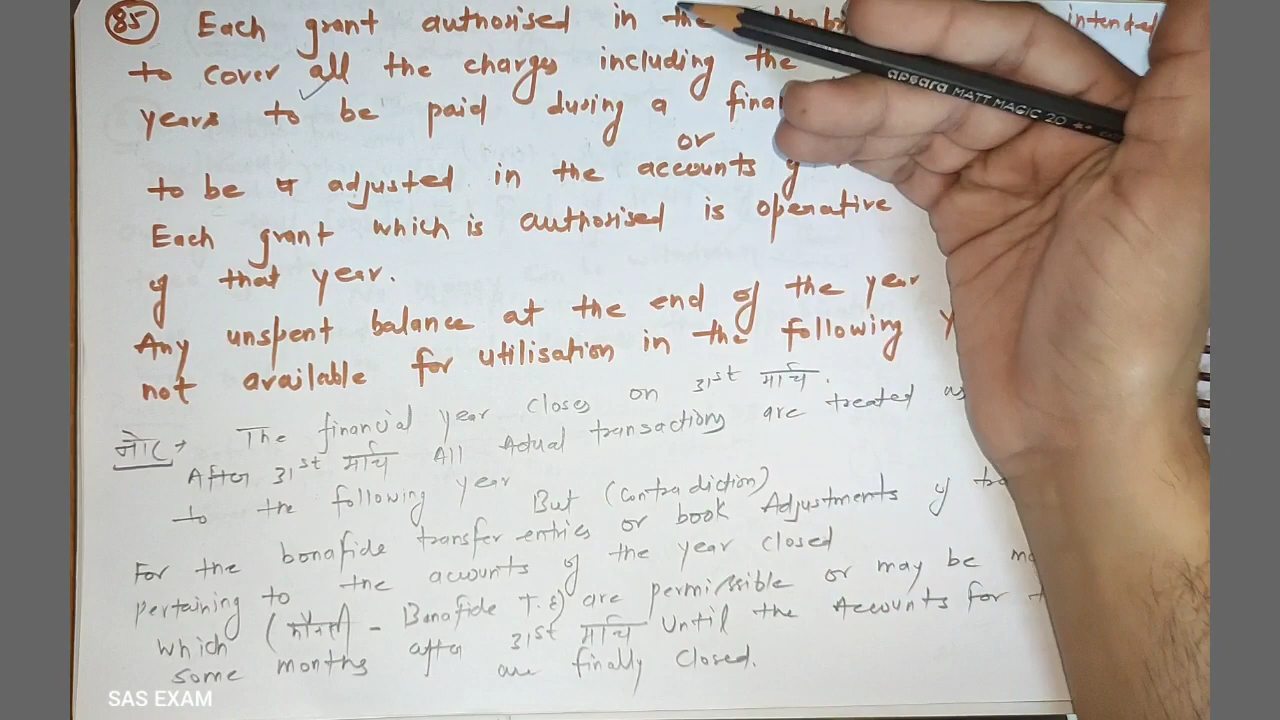 85 Each grant authorised in the intended
to cover all the charges including the
years to be paid during a
or
to be adjusted in the accounts
Each grant which is authorised is operative
of that year.
Any unspent balance at the end of the year
not available for utilisation in the following
नोट → The financial year closes on 31st मार्च.
After 31st मार्च All Actual transactions are treated as
to the following year But (Contradiction)
For the bonafide transfer entries or book Adjustments of
pertaining to the accounts of the year closed
which (कौनसी - Bonafide T.E) are permissible or may be
some months after 31st मार्च until the Accounts for
are finally closed.
apsara MATT MAGIC 20
SAS EXAM